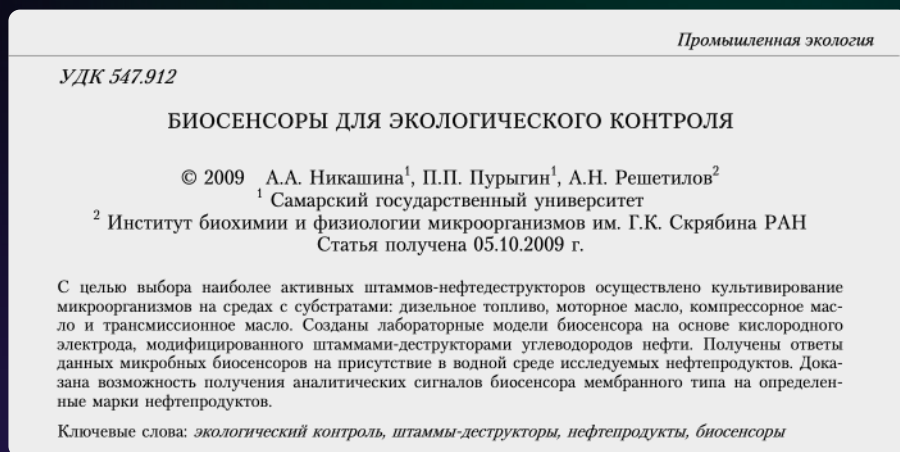 Промышленная экология
УДК 547.912
БИОСЕНСОРЫ ДЛЯ ЭКОЛОГИЧЕСКОГО КОНТРОЛЯ
© 2009 А.А. Никашина¹, П.П. Пурыгин¹, А.Н. Решетилов²
¹ Самарский государственный университет
² Институт биохимии и физиологии микроорганизмов им. Г.К. Скрябина РАН
Статья получена 05.10.2009 г.
С целью выбора наиболее активных штаммов-нефтедеструкторов осуществлено культивирование
микроорганизмов на средах с субстратами: дизельное топливо, моторное масло, компрессорное мас-
ло и трансмиссионное масло. Созданы лабораторные модели биосенсора на основе кислородного
электрода, модифицированного штаммами-деструкторами углеводородов нефти. Получены ответы
данных микробных биосенсоров на присутствие в водной среде исследуемых нефтепродуктов. Дока-
зана возможность получения аналитических сигналов биосенсора мембранного типа на определен-
ные марки нефтепродуктов.
Ключевые слова: экологический контроль, штаммы-деструкторы, нефтепродукты, биосенсоры